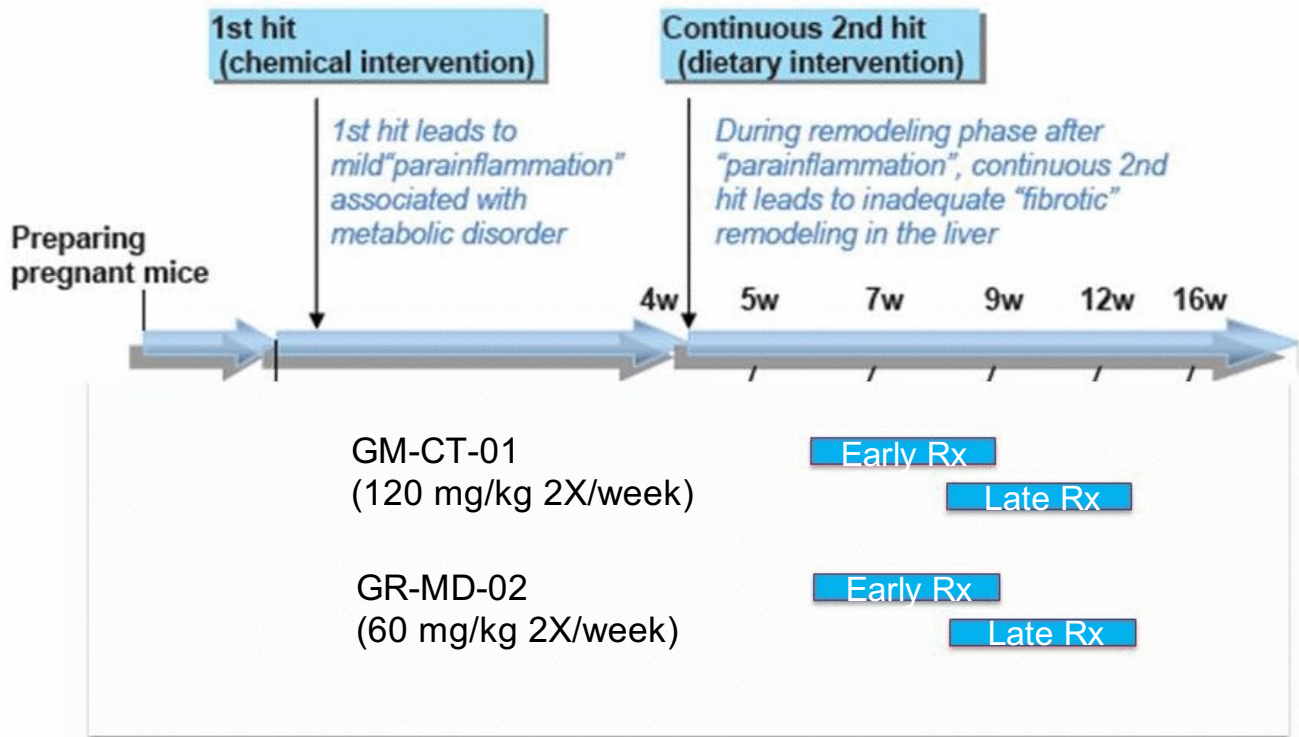 1st hit
(chemical intervention)
Continuous 2nd hit
(dietary intervention)
1st hit leads to
mild“parainflammation”
associated with
metabolic disorder
During remodeling phase after
“parainflammation”, continuous 2nd
hit leads to inadequate “fibrotic”
remodeling in the liver
Preparing
pregnant mice
4w 5w 7w 9w 12w 16w
GM-CT-01
(120 mg/kg 2X/week)
Early Rx
Late Rx
GR-MD-02
(60 mg/kg 2X/week)
Early Rx
Late Rx